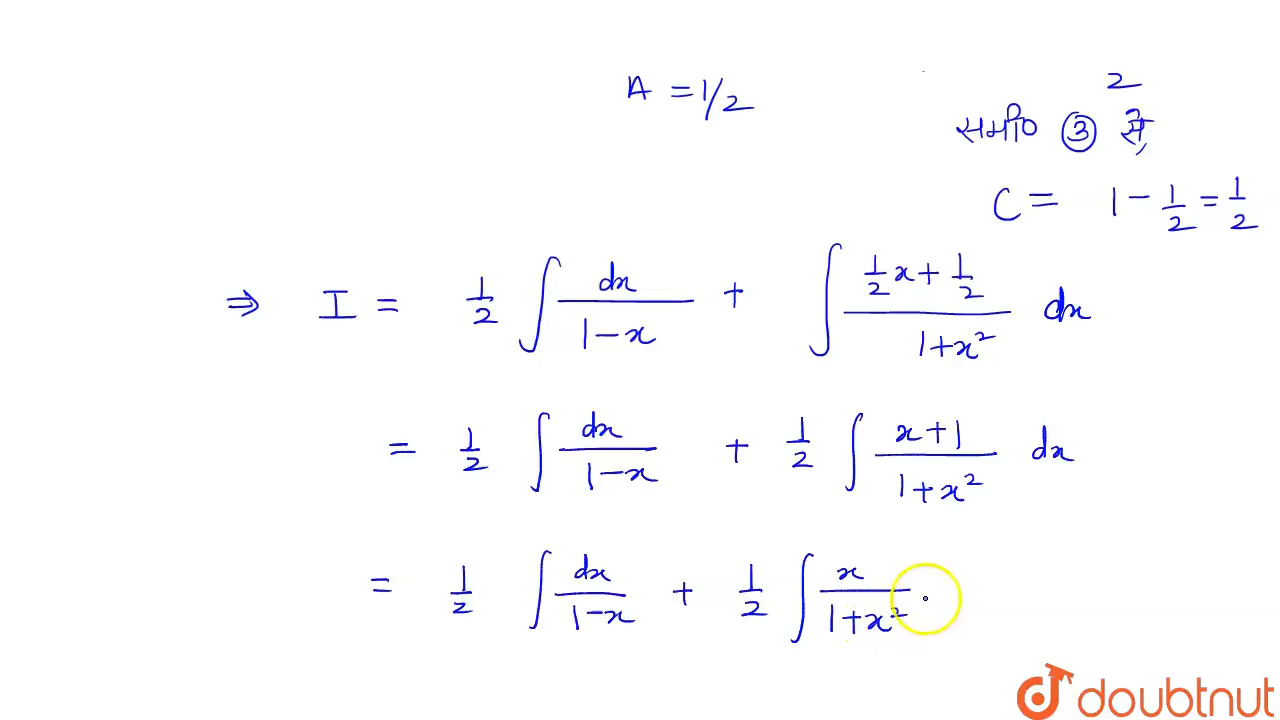 A = 1/2
2
समी० ③ से,
C = 1 - 1/2 = 1/2
⇒ I = 1/2 ∫ dx/(1-x) + ∫ (1/2 x + 1/2)/(1+x²) dx
= 1/2 ∫ dx/(1-x) + 1/2 ∫ (x+1)/(1+x²) dx
= 1/2 ∫ dx/(1-x) + 1/2 ∫ x/(1+x²)
doubtnut